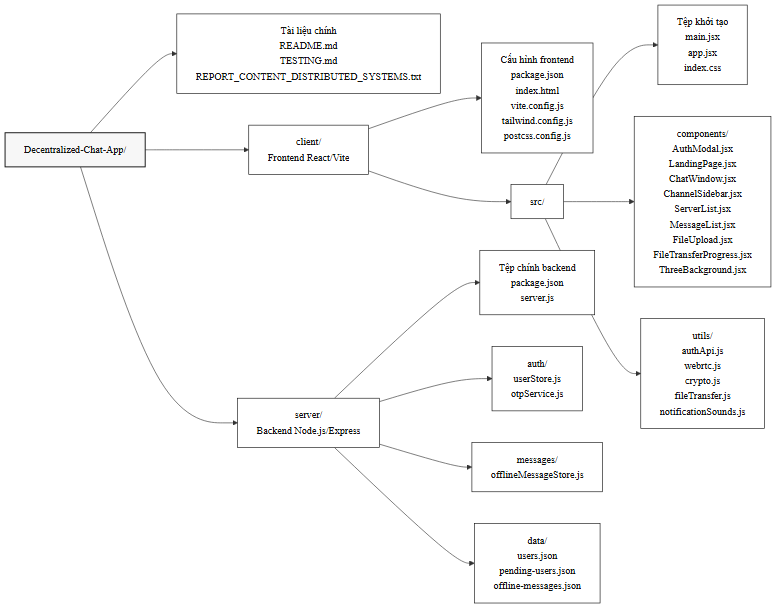 Decentralized-Chat-App/
Tài liệu chính
README.md
TESTING.md
REPORT_CONTENT_DISTRIBUTED_SYSTEMS.txt
client/
Frontend React/Vite
Cấu hình frontend
package.json
index.html
vite.config.js
tailwind.config.js
postcss.config.js
src/
Tệp khởi tạo
main.jsx
app.jsx
index.css
components/
AuthModal.jsx
LandingPage.jsx
ChatWindow.jsx
ChannelSidebar.jsx
ServerList.jsx
MessageList.jsx
FileUpload.jsx
FileTransferProgress.jsx
ThreeBackground.jsx
utils/
authApi.js
webrtc.js
crypto.js
fileTransfer.js
notificationSounds.js
server/
Backend Node.js/Express
Tệp chính backend
package.json
server.js
auth/
userStore.js
otpService.js
messages/
offlineMessageStore.js
data/
users.json
pending-users.json
offline-messages.json